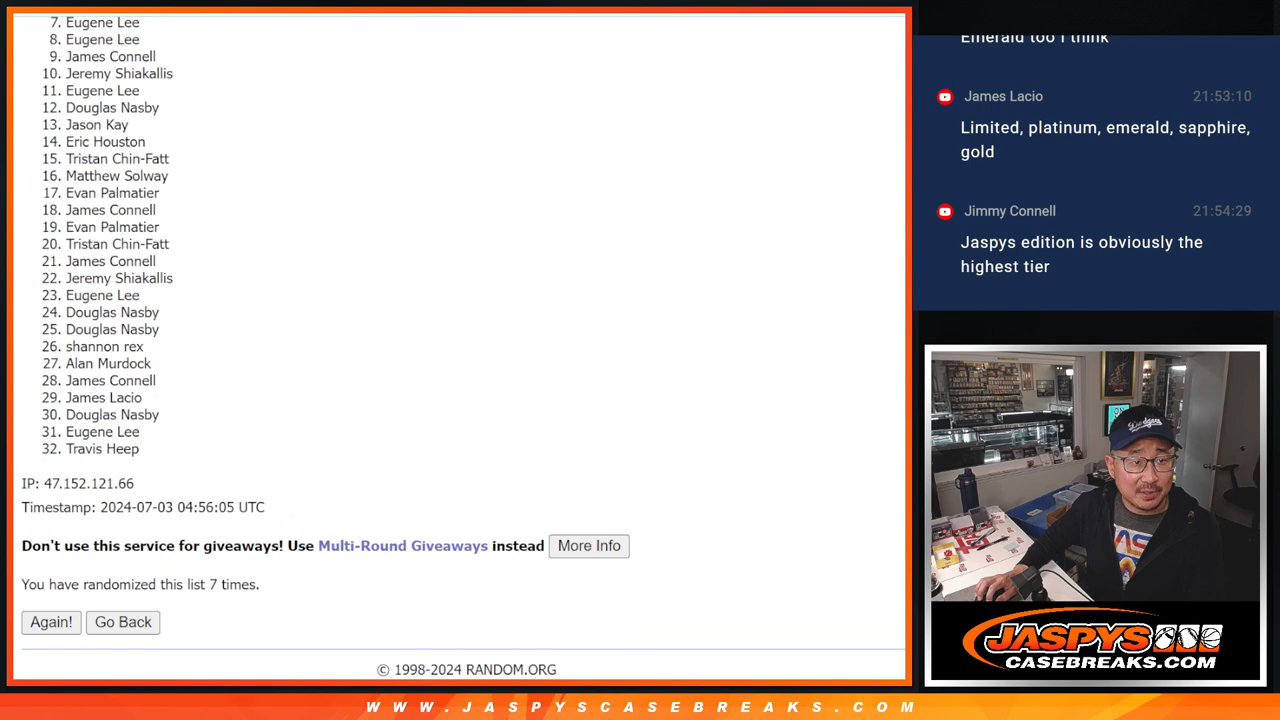 7. Eugene Lee
8. Eugene Lee
9. James Connell
10. Jeremy Shiakallis
11. Eugene Lee
12. Douglas Nasby
13. Jason Kay
14. Eric Houston
15. Tristan Chin-Fatt
16. Matthew Solway
17. Evan Palmatier
18. James Connell
19. Evan Palmatier
20. Tristan Chin-Fatt
21. James Connell
22. Jeremy Shiakallis
23. Eugene Lee
24. Douglas Nasby
25. Douglas Nasby
26. shannon rex
27. Alan Murdock
28. James Connell
29. James Lacio
30. Douglas Nasby
31. Eugene Lee
32. Travis Heep
IP: 47.152.121.66
Timestamp: 2024-07-03 04:56:05 UTC
Don't use this service for giveaways! Use Multi-Round Giveaways instead More Info
You have randomized this list 7 times.
Again! Go Back
© 1998-2024 RANDOM.ORG
Emerald too I think
James Lacio 21:53:10
Limited, platinum, emerald, sapphire,
gold
Jimmy Connell 21:54:29
Jaspys edition is obviously the
highest tier
Dodgers
JASPYS
CASEBREAKS.COM
WWW.JASPYSCASEBREAKS.COM